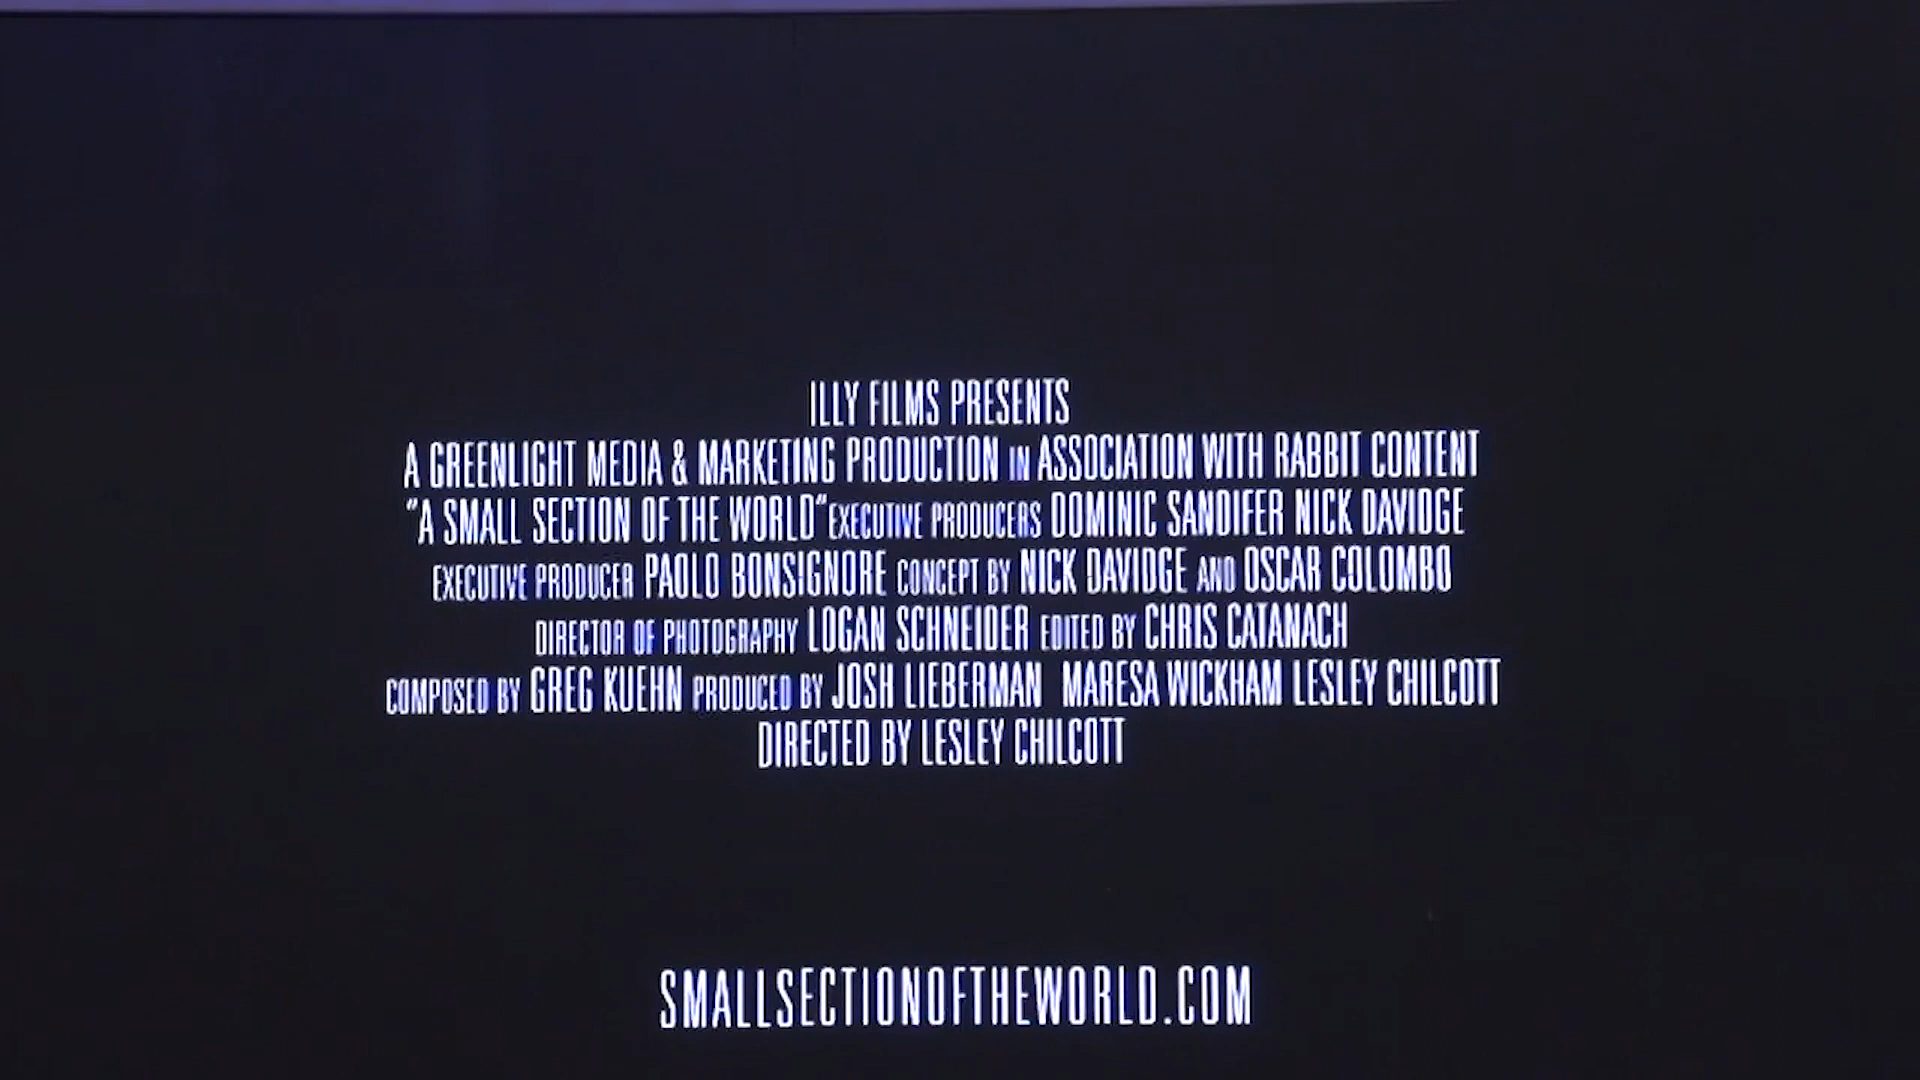 ILLY FILMS PRESENTS
A GREENLIGHT MEDIA & MARKETING PRODUCTION IN ASSOCIATION WITH RABBIT CONTENT
"A SMALL SECTION OF THE WORLD" EXECUTIVE PRODUCERS DOMINIC SANDIFER NICK DAVIDGE
EXECUTIVE PRODUCER PAOLO BONSIGNORE CONCEPT BY NICK DAVIDGE AND OSCAR COLOMBO
DIRECTOR OF PHOTOGRAPHY LOGAN SCHNEIDER EDITED BY CHRIS CATANACH
COMPOSED BY GREG KUEHN PRODUCED BY JOSH LIEBERMAN MARESA WICKHAM LESLEY CHILCOTT
DIRECTED BY LESLEY CHILCOTT
SMALLSECTIONOFTHEWORLD.COM